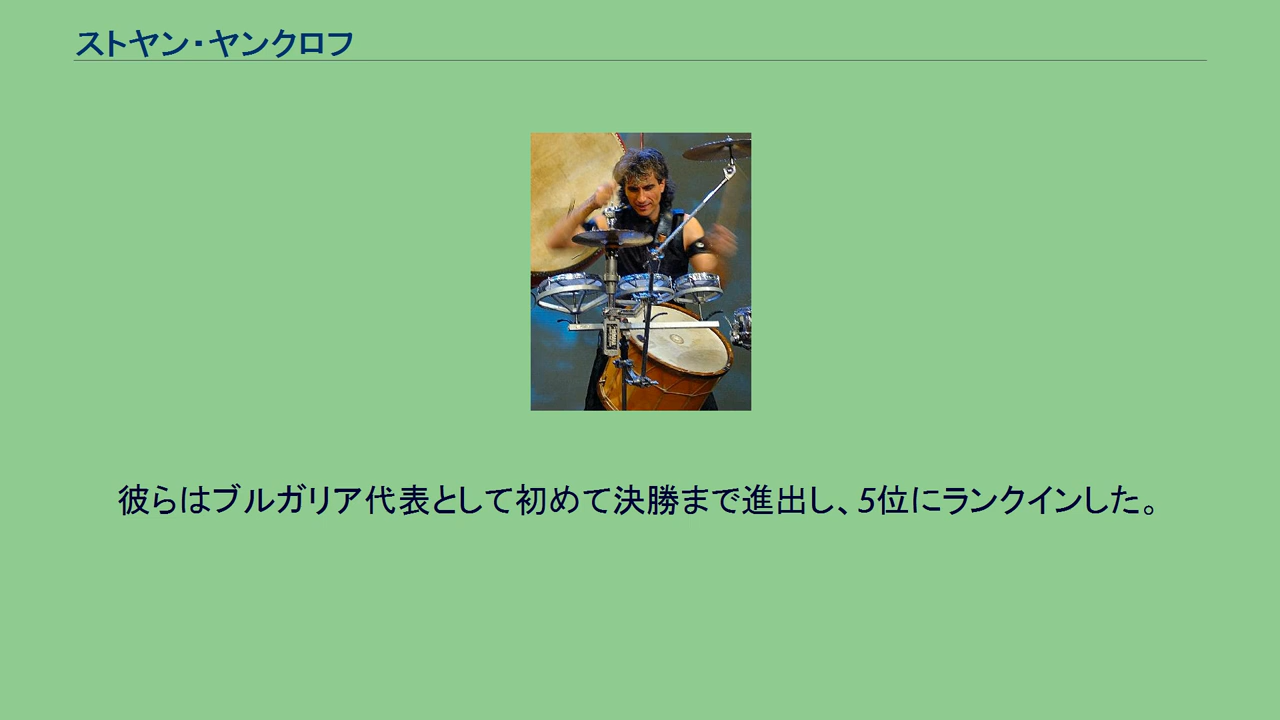 ストヤン・ヤンクロフ
彼らはブルガリア代表として初めて決勝まで進出し、5位にランクインした。